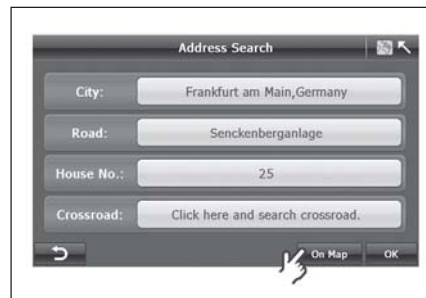 Address Search
City: Frankfurt am Main,Germany
Road: Senckenberganlage
House No.: 25
Crossroad: Click here and search crossroad.
On Map OK